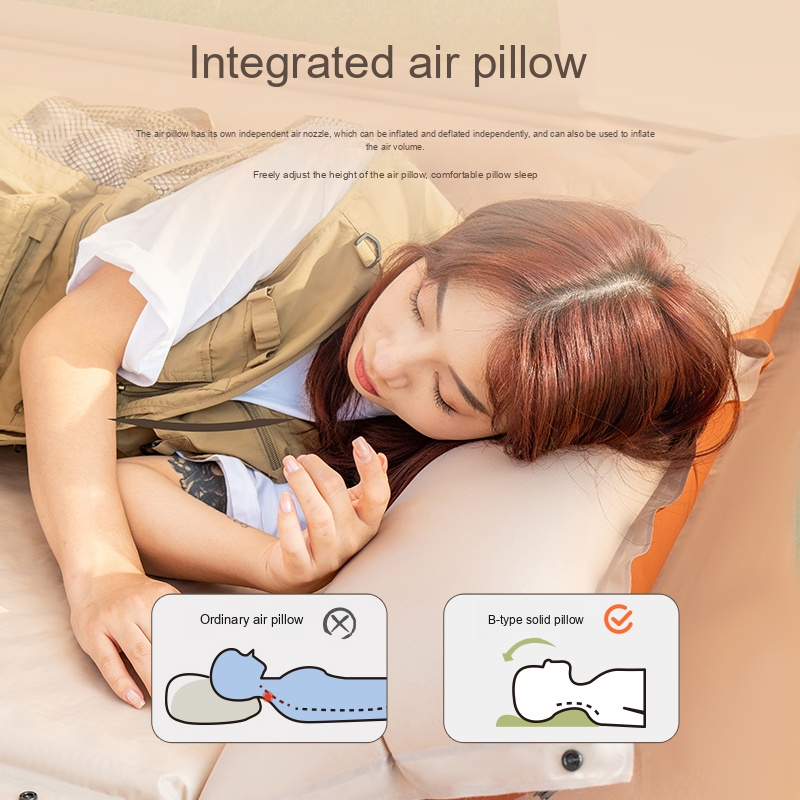 Integrated air pillow
The air pillow has its own independent air nozzle, which can be inflated and deflated independently, and can also be used to inflate
the air volume.
Freely adjust the height of the air pillow, comfortable pillow sleep
Ordinary air pillow
B-type solid pillow